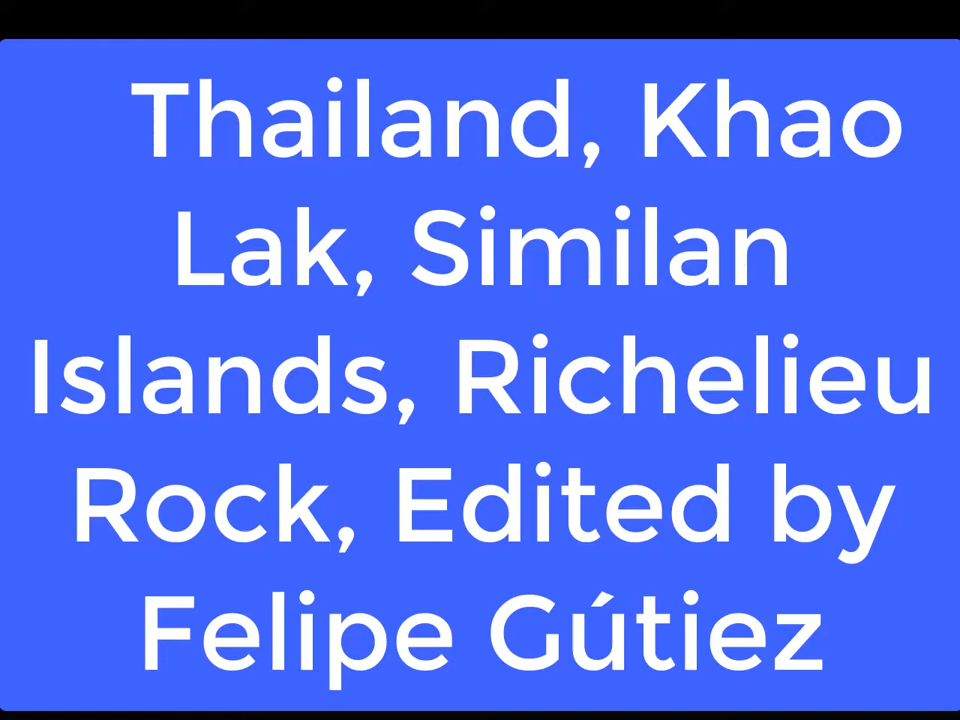 Thailand, Khao
Lak, Similan
Islands, Richelieu
Rock, Edited by
Felipe Gútiez